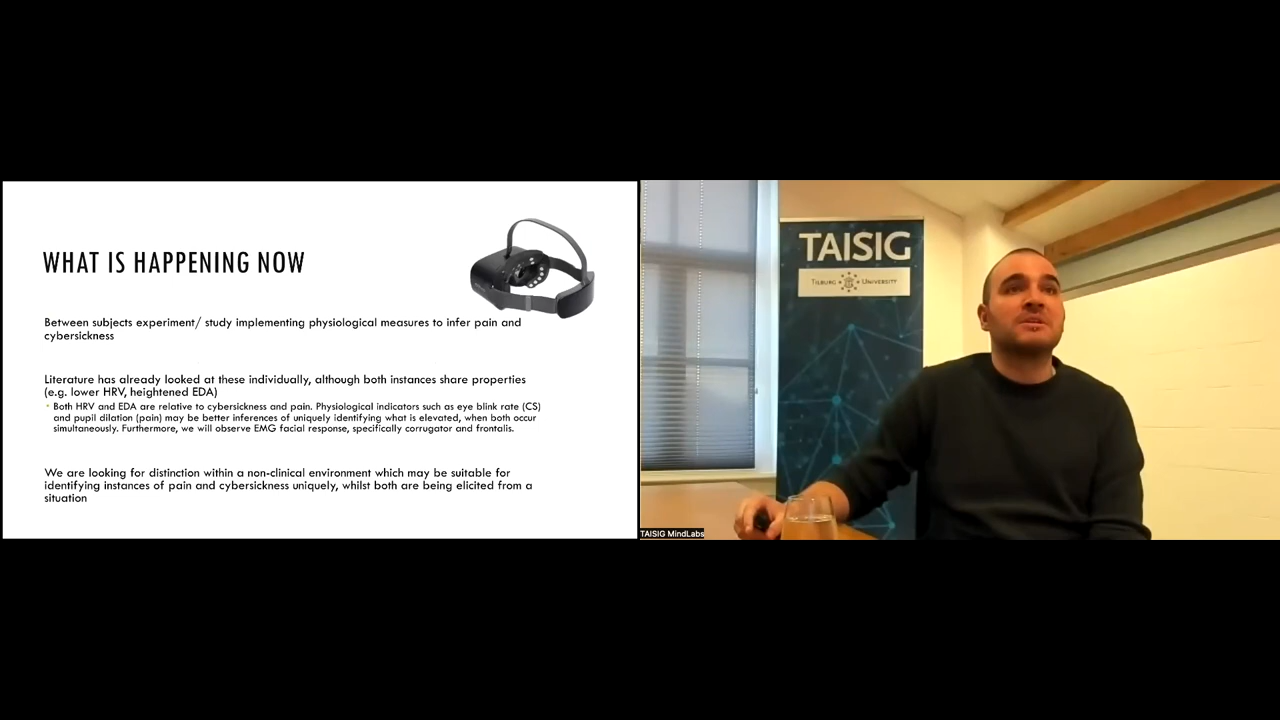 WHAT IS HAPPENING NOW
Between subjects experiment/ study implementing physiological measures to infer pain and
cybersickness
Literature has already looked at these individually, although both instances share properties
(e.g. lower HRV, heightened EDA)
Both HRV and EDA are relative to cybersickness and pain. Physiological indicators such as eye blink rate (CS)
and pupil dilation (pain) may be better inferences of uniquely identifying what is elevated, when both occur
simultaneously. Furthermore, we will observe EMG facial response, specifically corrugator and frontalis.
We are looking for distinction within a non-clinical environment which may be suitable for
identifying instances of pain and cybersickness uniquely, whilst both are being elicited from a
situation
TAISIG
TILBURG UNIVERSITY
TAISIG MindLabs